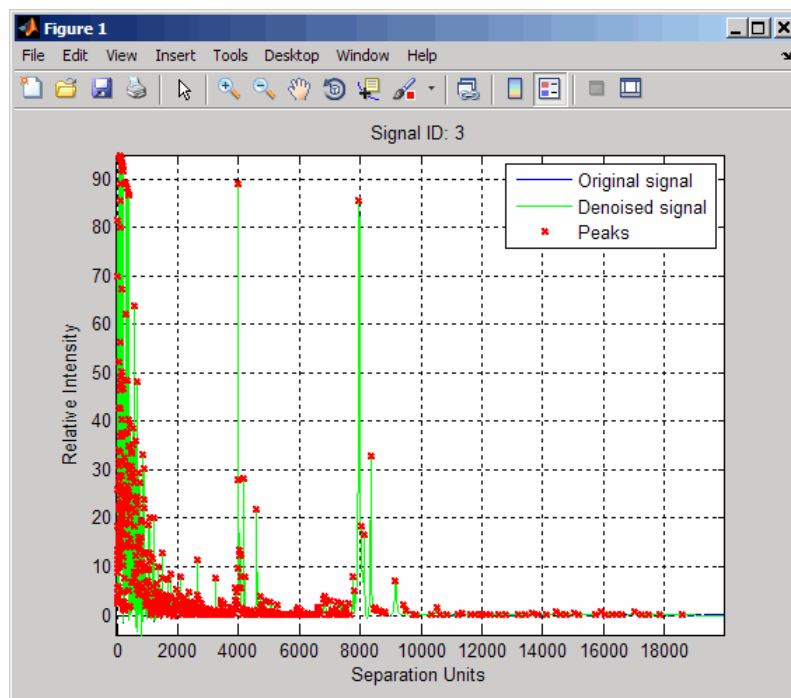 Figure 1
File Edit View Insert Tools Desktop Window Help
Signal ID: 3
Original signal
Denoised signal
Peaks
90
80
70
60
50
40
30
20
10
0
Relative Intensity
0 2000 4000 6000 8000 10000 12000 14000 16000 18000
Separation Units